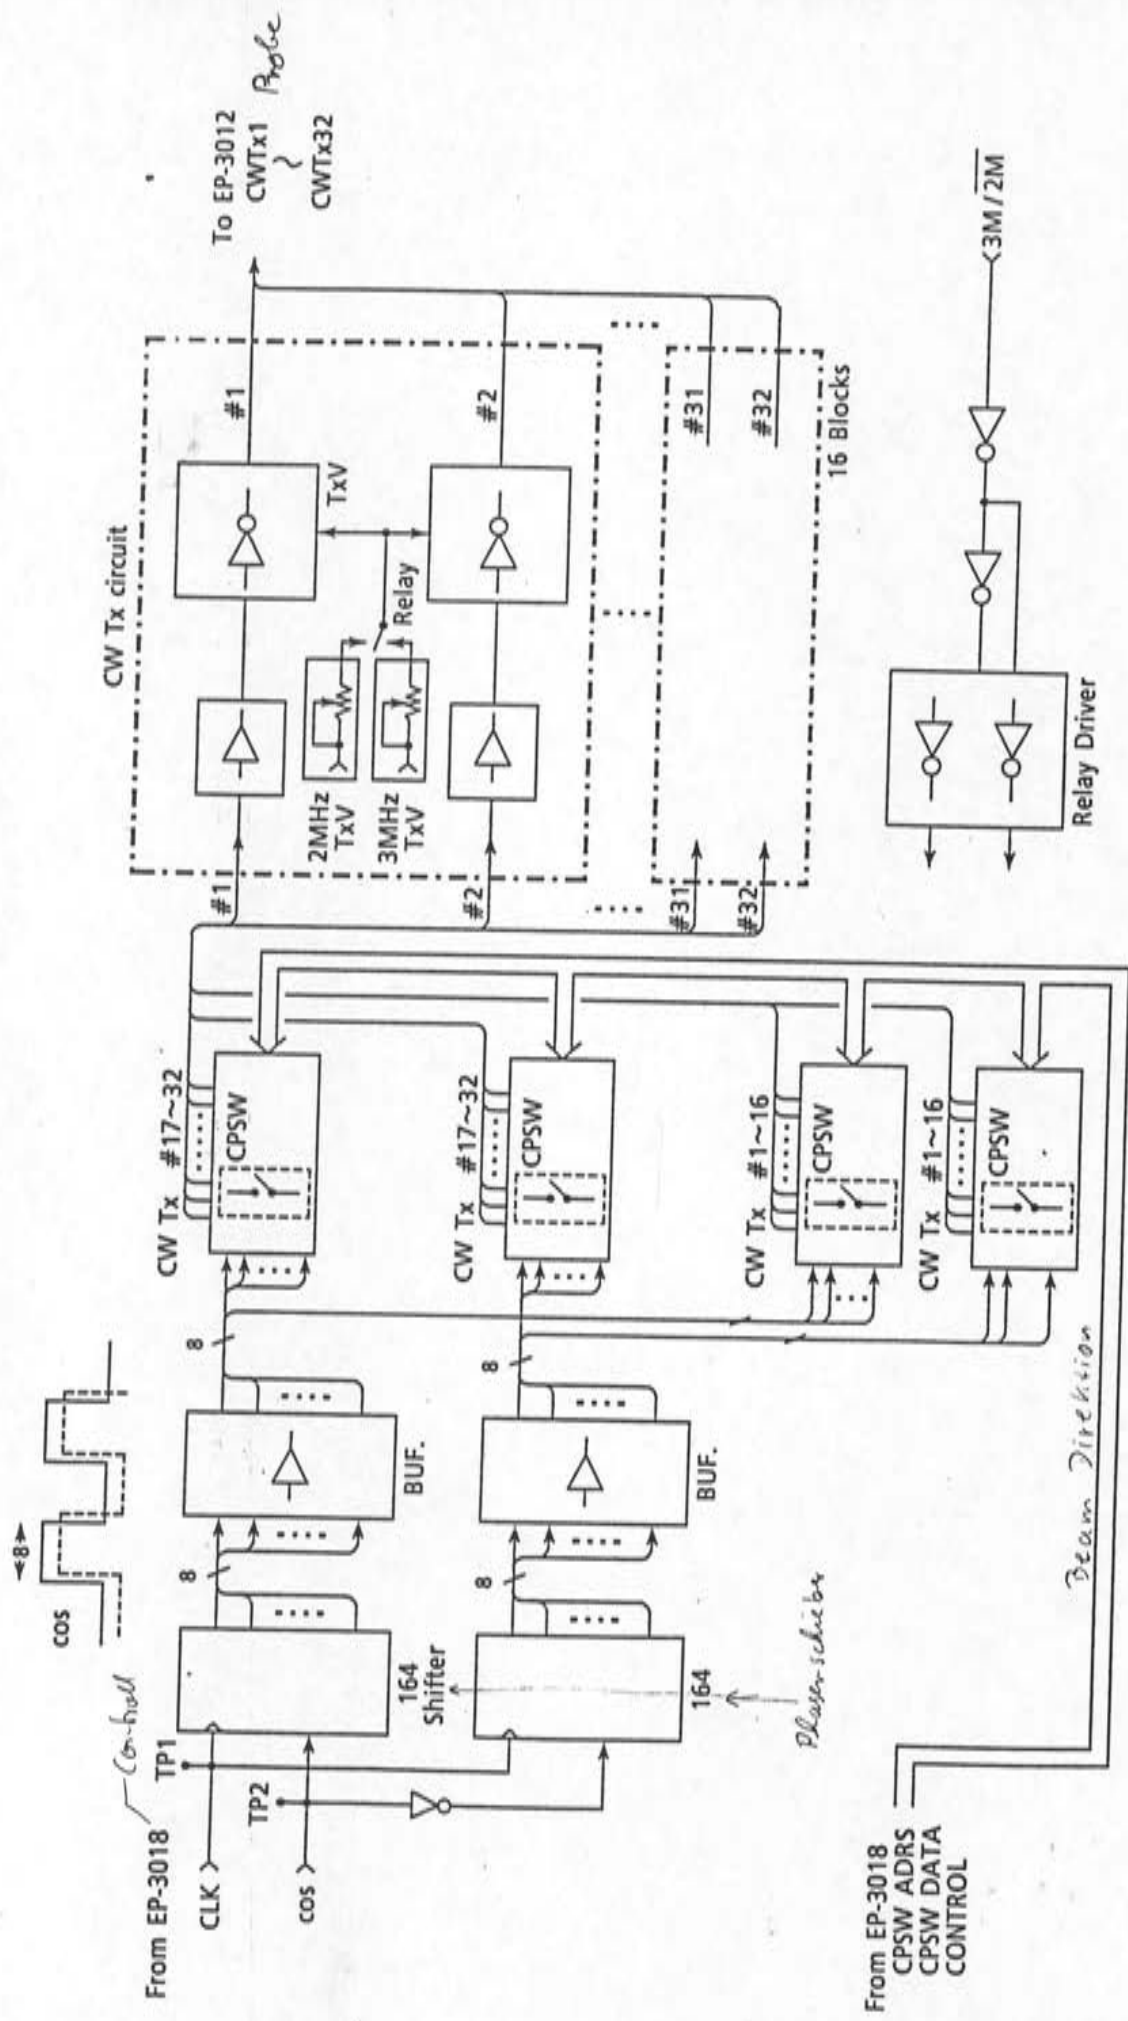 cos
8
From EP-3018
Controll
TP1
CLK
TP2
cos
164
Shifter
164
Phasenschieber
8
8
BUF.
BUF.
8
8
CW Tx #17~32
CPSW
CW Tx #17~32
CPSW
CW Tx #1~16
CPSW
CW Tx #1~16
CPSW
From EP-3018
CPSW ADRS
CPSW DATA
CONTROL
Beam Direktion
CW Tx circuit
#1
#2
#31
#32
2MHz
TxV
3MHz
TxV
Relay
TxV
#1
#2
#31
#32
16 Blocks
To EP-3012
Probe
CWTx1
~
CWTx32
Relay Driver
3M/2M